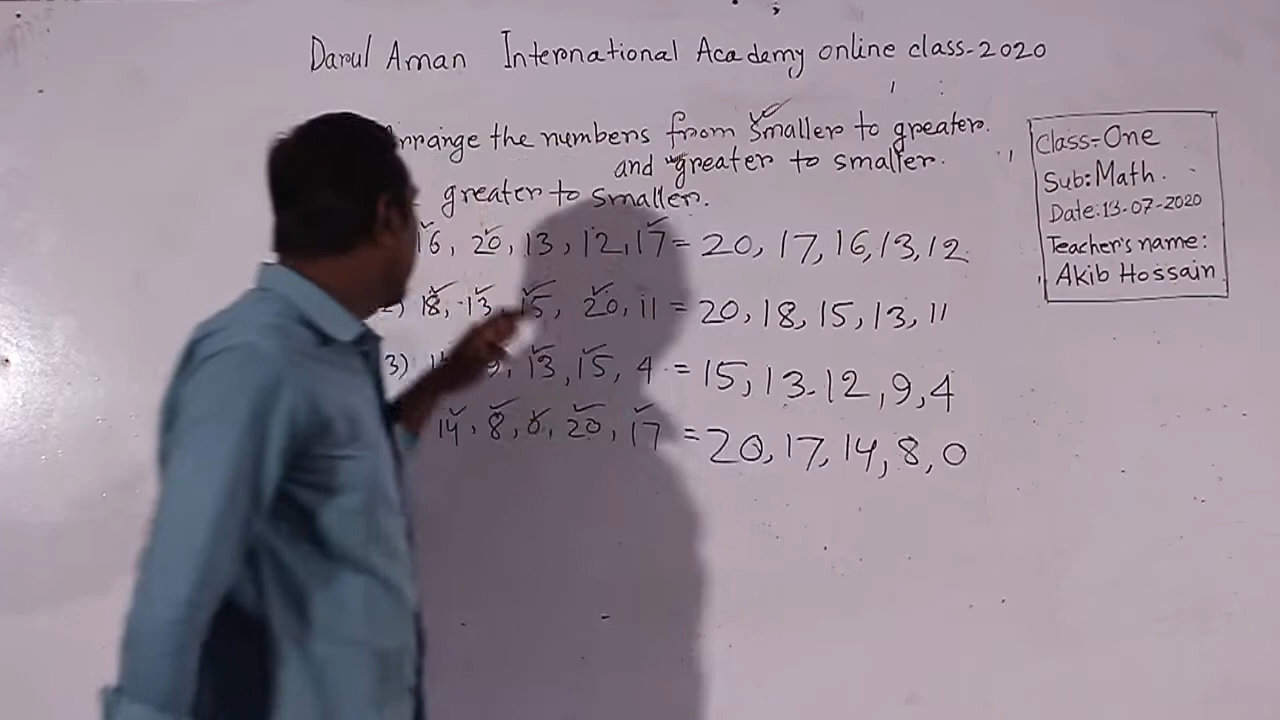 Darul Aman International Academy online class-2020
rrange the numbers from smaller to greater.
and greater to smaller.
greater to smaller.
16, 20, 13, 12, 17 = 20, 17, 16, 13, 12
2) 18, 13, 15, 20, 11 = 20, 18, 15, 13, 11
3) 13, 15, 4 = 15, 13-12, 9, 4
14, 8, 0, 20, 17 = 20, 17, 14, 8, 0
Class-One
Sub: Math.
Date: 13-07-2020
Teacher's name:
Akib Hossain